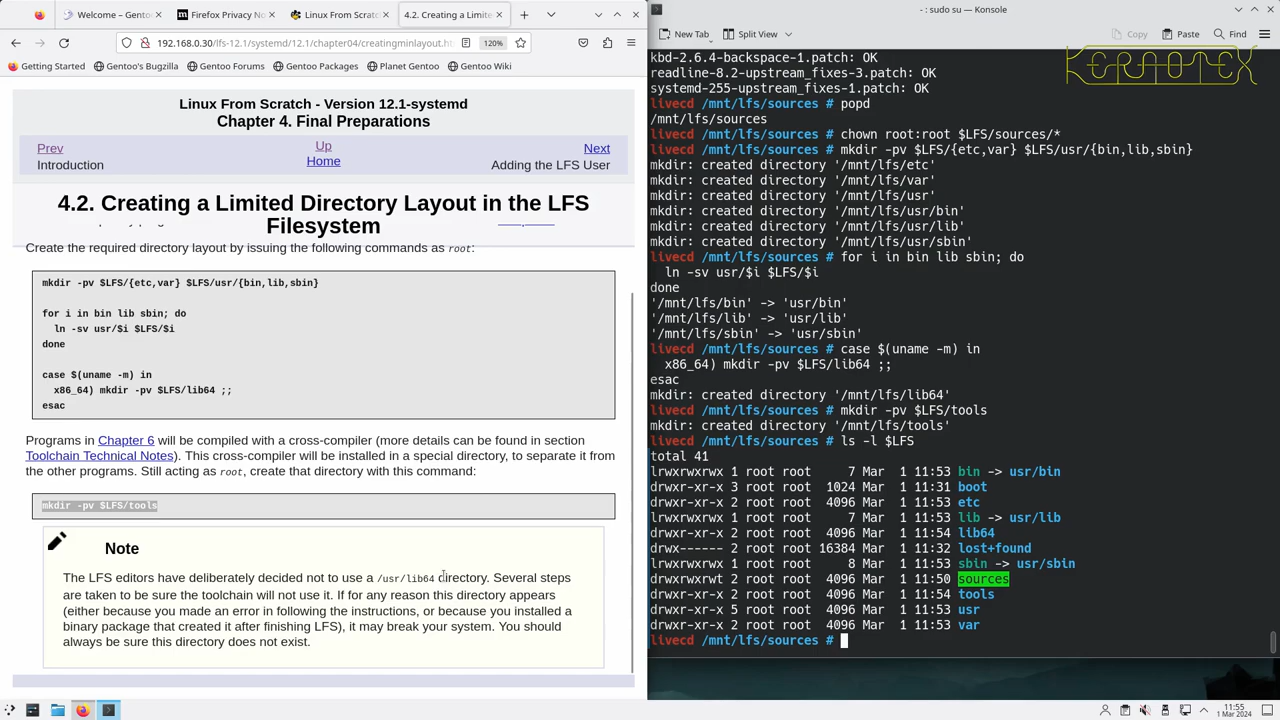 Welcome – Gento
Firefox Privacy No
Linux From Scratch
4.2. Creating a Limite
192.168.0.30/lfs-12.1/systemd/12.1/chapter04/creatingminlayout.ht
120%
Getting Started
Gentoo's Bugzilla
Gentoo Forums
Gentoo Packages
Planet Gentoo
Gentoo Wiki
Linux From Scratch - Version 12.1-systemd
Chapter 4. Final Preparations
Prev
Up
Next
Introduction
Home
Adding the LFS User
4.2. Creating a Limited Directory Layout in the LFS
Filesystem
Create the required directory layout by issuing the following commands as root:
mkdir -pv $LFS/{etc,var} $LFS/usr/{bin,lib,sbin}
for i in bin lib sbin; do
ln -sv usr/$i $LFS/$i
done
case $(uname -m) in
x86_64) mkdir -pv $LFS/lib64 ;;
esac
Programs in Chapter 6 will be compiled with a cross-compiler (more details can be found in section
Toolchain Technical Notes). This cross-compiler will be installed in a special directory, to separate it from
the other programs. Still acting as root, create that directory with this command:
mkdir -pv $LFS/tools
Note
The LFS editors have deliberately decided not to use a /usr/lib64 directory. Several steps
are taken to be sure the toolchain will not use it. If for any reason this directory appears
(either because you made an error in following the instructions, or because you installed a
binary package that created it after finishing LFS), it may break your system. You should
always be sure this directory does not exist.
- : sudo su — Konsole
New Tab
Split View
Copy
Paste
Find
KERNOTEX
kbd-2.6.4-backspace-1.patch: OK
readline-8.2-upstream_fixes-3.patch: OK
systemd-255-upstream_fixes-1.patch: OK
livecd /mnt/lfs/sources # popd
/mnt/lfs/sources
livecd /mnt/lfs/sources # chown root:root $LFS/sources/*
livecd /mnt/lfs/sources # mkdir -pv $LFS/{etc,var} $LFS/usr/{bin,lib,sbin}
mkdir: created directory '/mnt/lfs/etc'
mkdir: created directory '/mnt/lfs/var'
mkdir: created directory '/mnt/lfs/usr'
mkdir: created directory '/mnt/lfs/usr/bin'
mkdir: created directory '/mnt/lfs/usr/lib'
mkdir: created directory '/mnt/lfs/usr/sbin'
livecd /mnt/lfs/sources # for i in bin lib sbin; do
ln -sv usr/$i $LFS/$i
done
'/mnt/lfs/bin' -> 'usr/bin'
'/mnt/lfs/lib' -> 'usr/lib'
'/mnt/lfs/sbin' -> 'usr/sbin'
livecd /mnt/lfs/sources # case $(uname -m) in
x86_64) mkdir -pv $LFS/lib64 ;;
esac
mkdir: created directory '/mnt/lfs/lib64'
livecd /mnt/lfs/sources # mkdir -pv $LFS/tools
mkdir: created directory '/mnt/lfs/tools'
livecd /mnt/lfs/sources # ls -l $LFS
total 41
lrwxrwxrwx 1 root root 7 Mar 1 11:53 bin -> usr/bin
drwxr-xr-x 3 root root 1024 Mar 1 11:31 boot
drwxr-xr-x 2 root root 4096 Mar 1 11:53 etc
lrwxrwxrwx 1 root root 7 Mar 1 11:53 lib -> usr/lib
drwxr-xr-x 2 root root 4096 Mar 1 11:54 lib64
drwx------ 2 root root 16384 Mar 1 11:32 lost+found
lrwxrwxrwx 1 root root 8 Mar 1 11:53 sbin -> usr/sbin
drwxrwxrwt 2 root root 4096 Mar 1 11:50 sources
drwxr-xr-x 2 root root 4096 Mar 1 11:54 tools
drwxr-xr-x 5 root root 4096 Mar 1 11:53 usr
drwxr-xr-x 2 root root 4096 Mar 1 11:53 var
livecd /mnt/lfs/sources #
11:55
1 Mar 2024